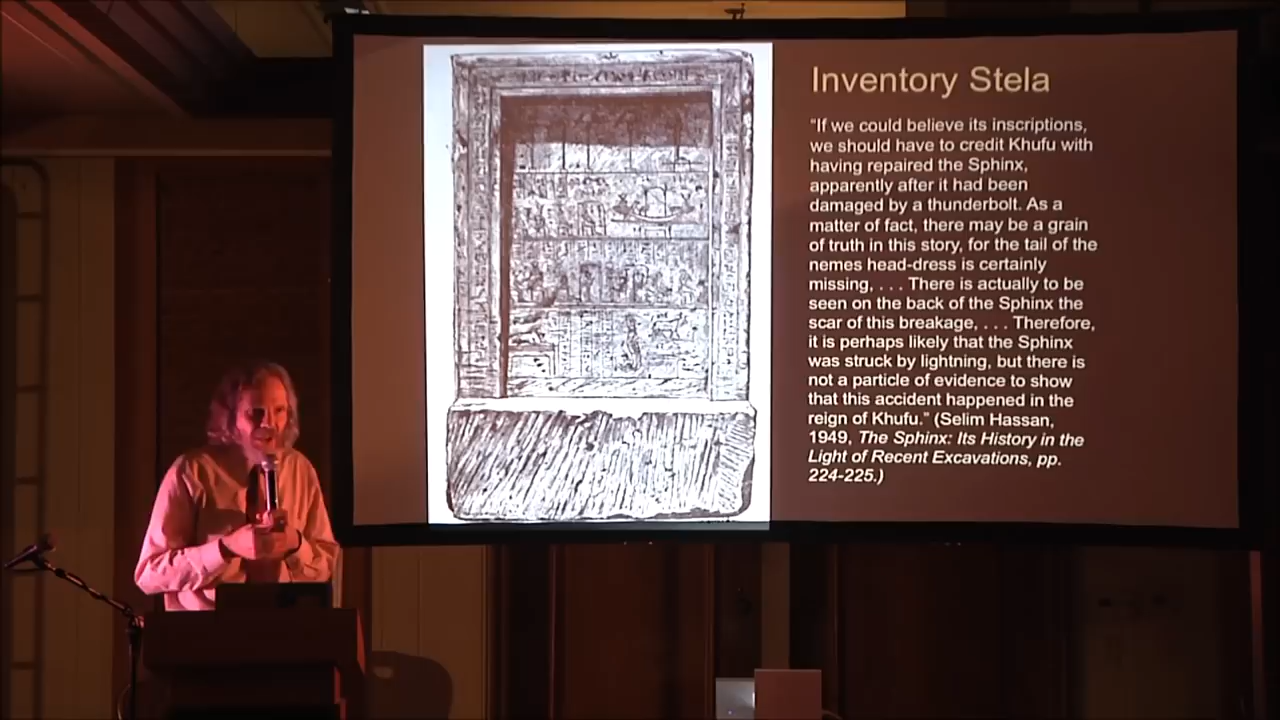 Inventory Stela
“If we could believe its inscriptions,
we should have to credit Khufu with
having repaired the Sphinx,
apparently after it had been
damaged by a thunderbolt. As a
matter of fact, there may be a grain
of truth in this story, for the tail of the
nemes head-dress is certainly
missing, . . . There is actually to be
seen on the back of the Sphinx the
scar of this breakage, . . . Therefore,
it is perhaps likely that the Sphinx
was struck by lightning, but there is
not a particle of evidence to show
that this accident happened in the
reign of Khufu.” (Selim Hassan,
1949, The Sphinx: Its History in the
Light of Recent Excavations, pp.
224-225.)